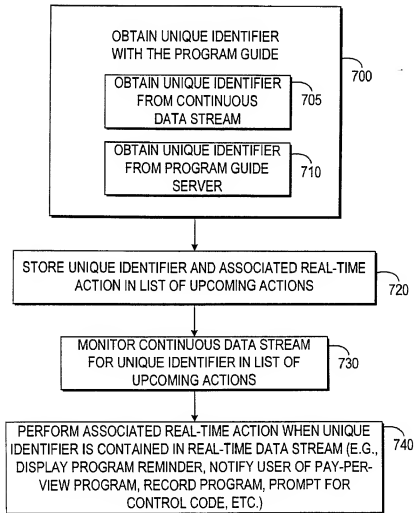 OBTAIN UNIQUE IDENTIFIER
WITH THE PROGRAM GUIDE
700
OBTAIN UNIQUE IDENTIFIER
FROM CONTINUOUS
DATA STREAM
705
OBTAIN UNIQUE IDENTIFIER
FROM PROGRAM GUIDE
SERVER
710
STORE UNIQUE IDENTIFIER AND ASSOCIATED REAL-TIME
ACTION IN LIST OF UPCOMING ACTIONS
720
MONITOR CONTINUOUS DATA STREAM
FOR UNIQUE IDENTIFIER IN LIST OF
UPCOMING ACTIONS
730
PERFORM ASSOCIATED REAL-TIME ACTION WHEN UNIQUE
IDENTIFIER IS CONTAINED IN REAL-TIME DATA STREAM (E.G.,
DISPLAY PROGRAM REMINDER, NOTIFY USER OF PAY-PER-
VIEW PROGRAM, RECORD PROGRAM, PROMPT FOR
CONTROL CODE, ETC.)
740